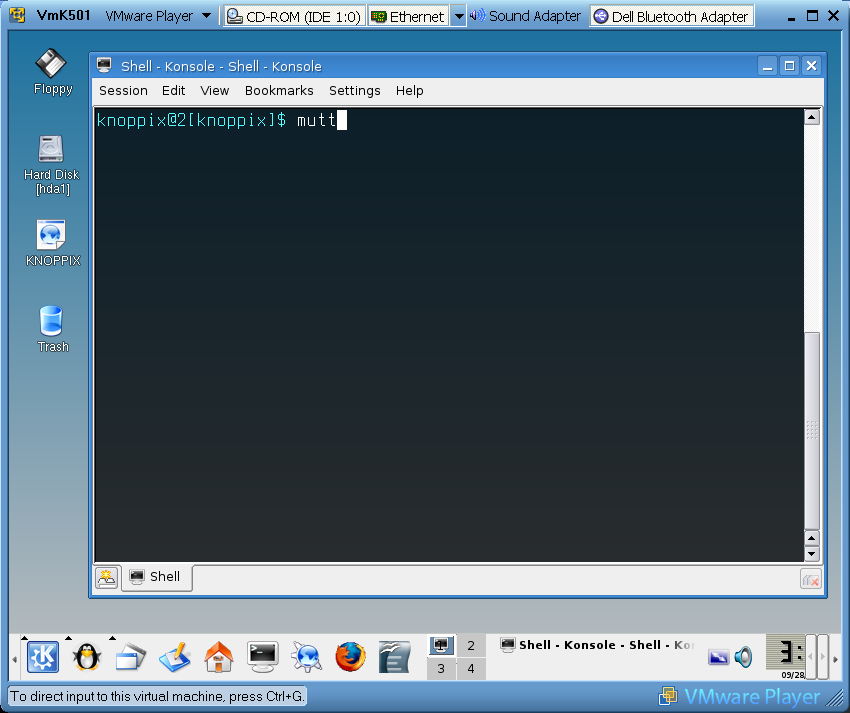 VmK501 VMware Player CD-ROM (IDE 1:0) Ethernet Sound Adapter Dell Bluetooth Adapter
Floppy
Hard Disk
[hda1]
KNOPPIX
Trash
Shell - Konsole - Shell - Konsole
Session Edit View Bookmarks Settings Help
knoppix@2[knoppix]$ mutt
Shell
2
3 4
Shell - Konsole - Shell - Ko
3:
09/28
To direct input to this virtual machine, press Ctrl+G.
VMware Player